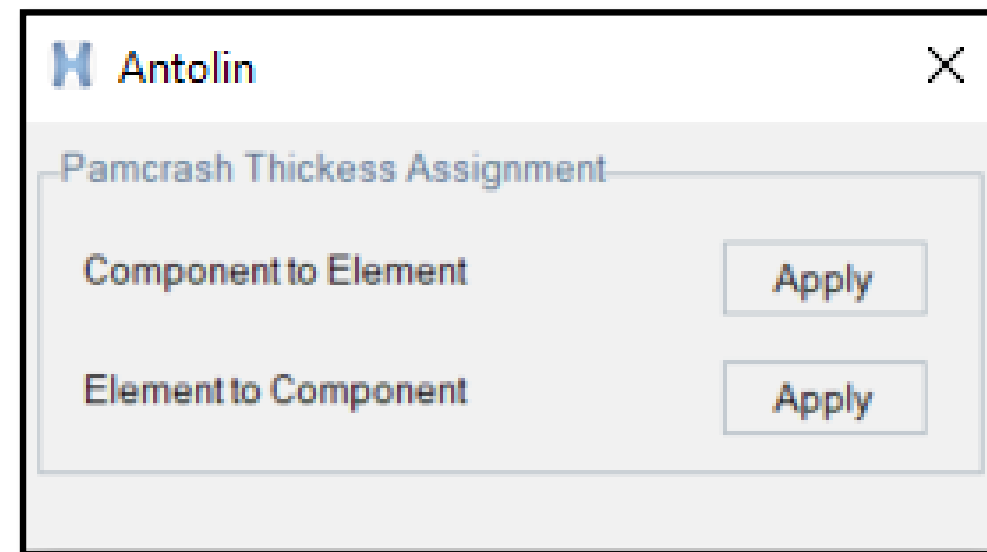 Antolin
Pamcrash Thickess Assignment
Component to Element Apply
Element to Component Apply